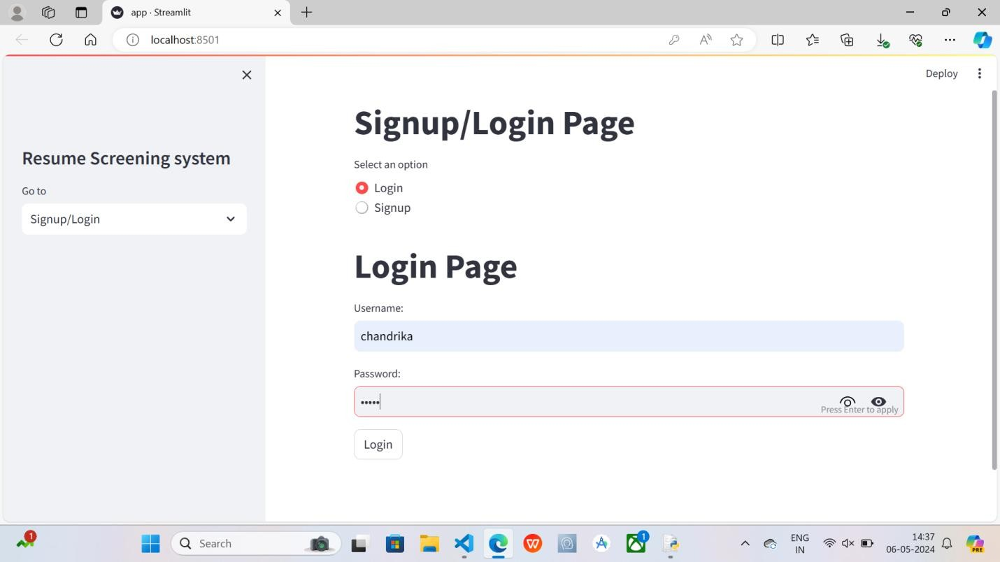 app · Streamlit
localhost:8501
Deploy
Signup/Login Page
Resume Screening system
Select an option
Go to
Login
Signup/Login
Signup
Login Page
Username:
chandrika
Password:
•••••
Press Enter to apply
Login
1
Search
W
1
ENG
IN
14:37
06-05-2024
PRE